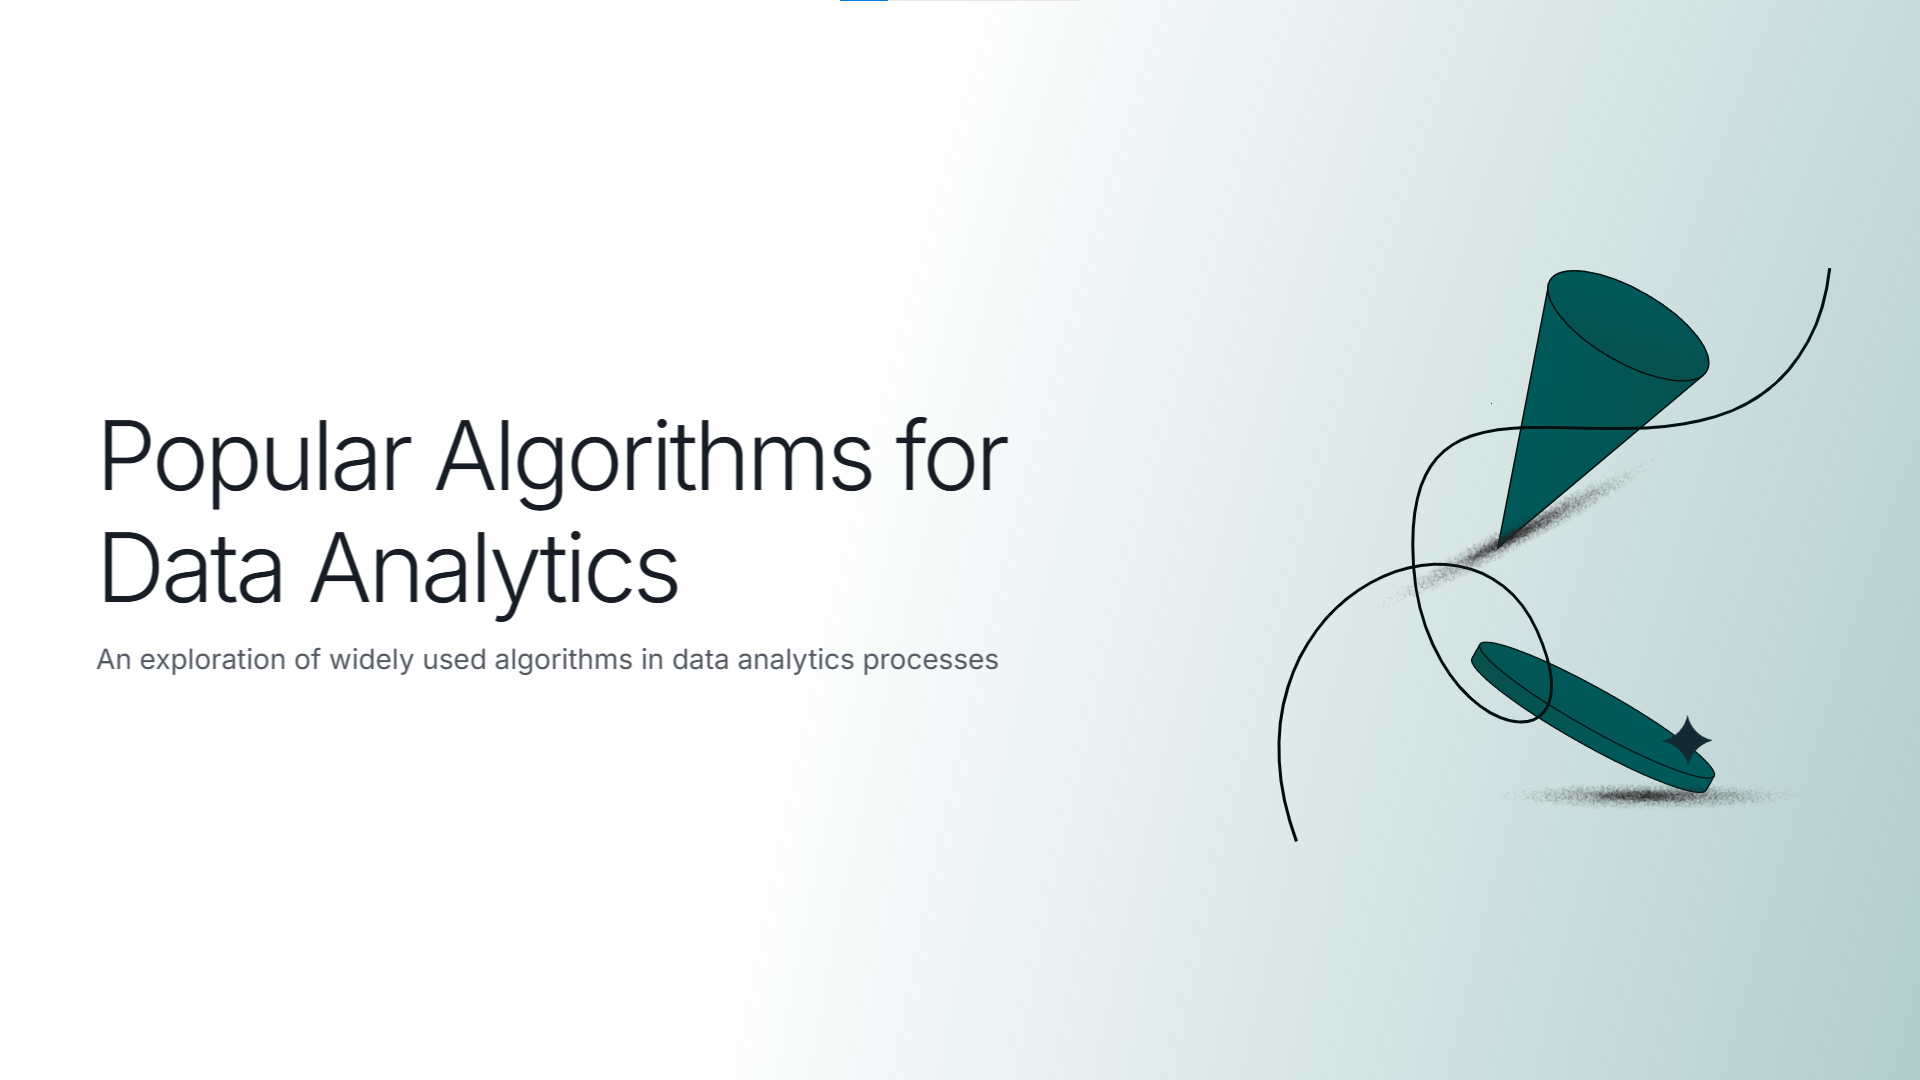 Popular Algorithms for
Data Analytics
An exploration of widely used algorithms in data analytics processes